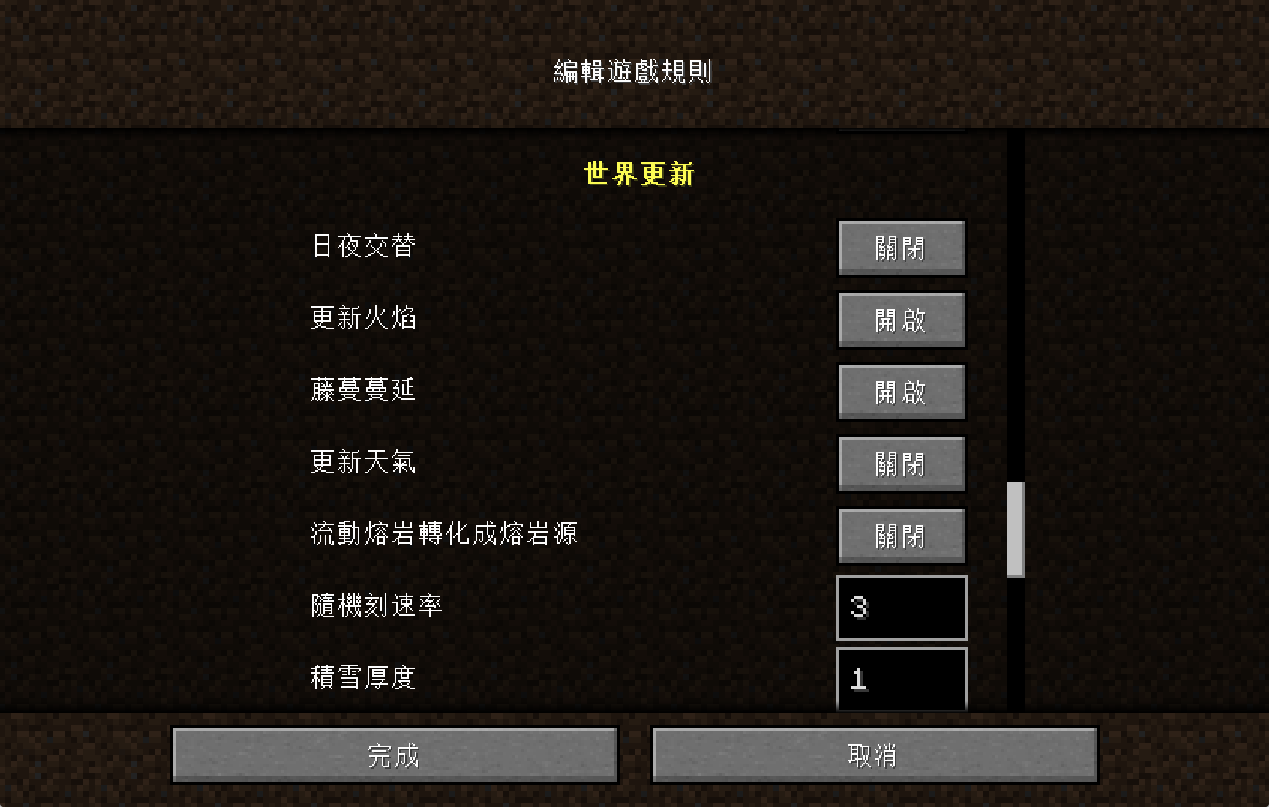 編輯遊戲規則
世界更新
日夜交替 關閉
更新火焰 開啟
藤蔓蔓延 開啟
更新天氣 關閉
流動熔岩轉化成熔岩源 關閉
隨機刻速率 3
積雪厚度 1
完成 取消